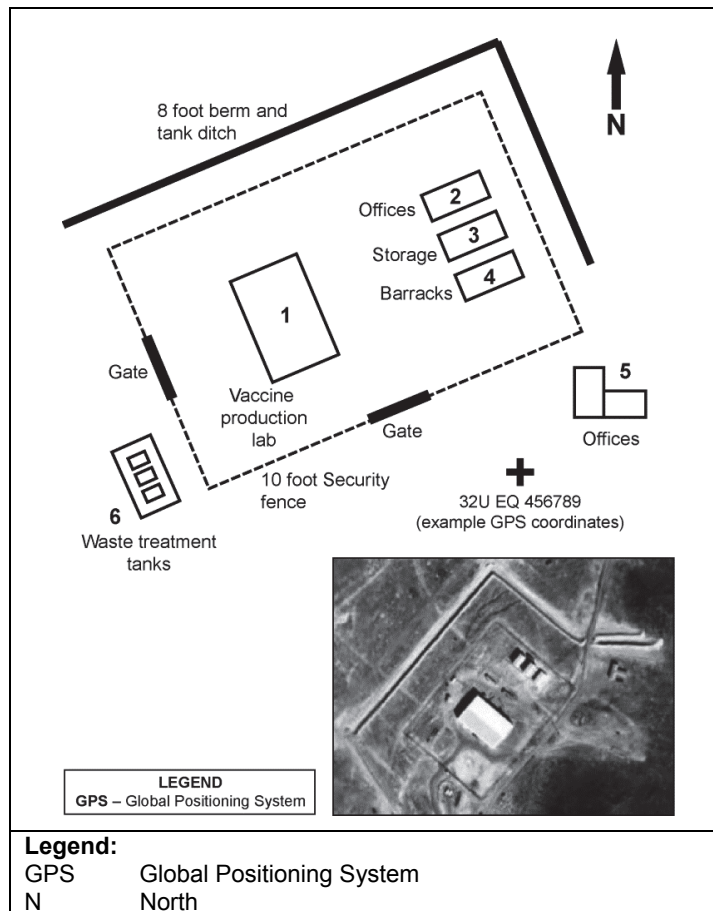 8 foot berm and
tank ditch
N
Offices
2
Storage
3
Barracks
4
1
Gate
Vaccine
production
lab
Gate
5
Offices
10 foot Security
fence
6
Waste treatment
tanks
32U EQ 456789
(example GPS coordinates)
LEGEND
GPS – Global Positioning System
Legend:
GPS Global Positioning System
N North